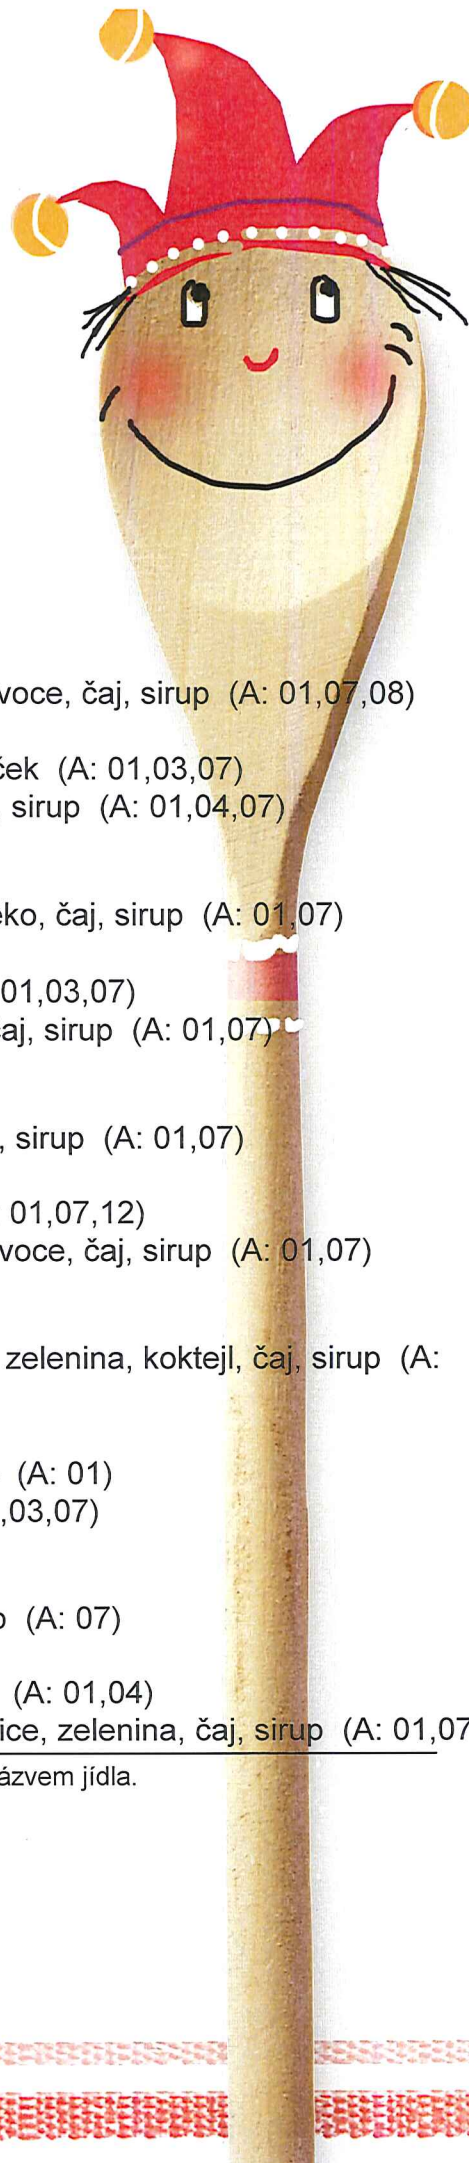 voce, čaj, sirup (A: 01,07,08)
ček (A: 01,03,07)
sirup (A: 01,04,07)
eko, čaj, sirup (A: 01,07)
01,03,07)
čaj, sirup (A: 01,07)
, sirup (A: 01,07)
01,07,12)
voce, čaj, sirup (A: 01,07)
zelenina, koktejl, čaj, sirup (A:
(A: 01)
,03,07)
(A: 07)
(A: 01,04)
ice, zelenina, čaj, sirup (A: 01,07
ázvem jídla.